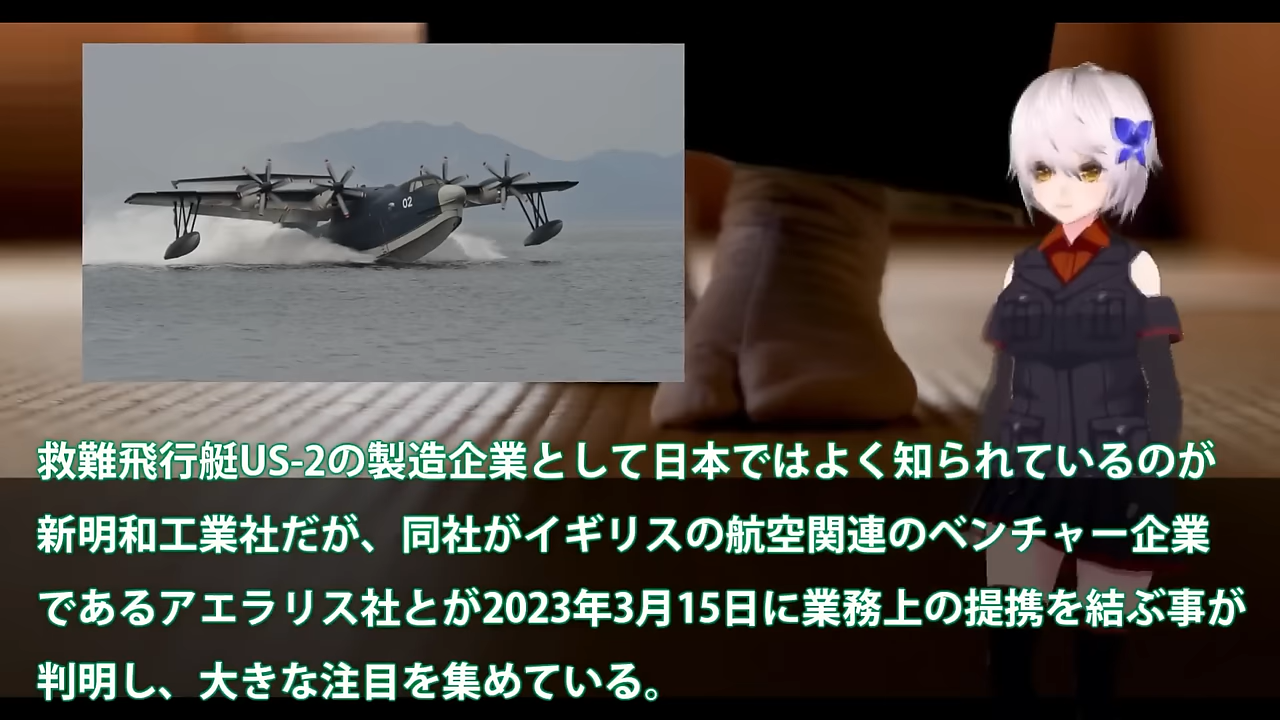 02
救難飛行艇US-2の製造企業として日本ではよく知られているのが
新明和工業社だが、同社がイギリスの航空関連のベンチャー企業
であるアエラリス社とが2023年3月15日に業務上の提携を結ぶ事が
判明し、大きな注目を集めている。